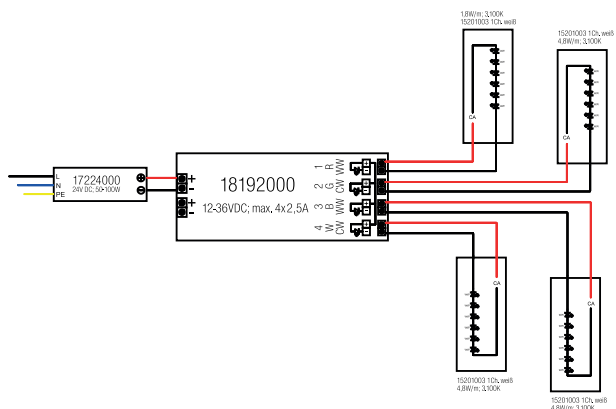 1,8W/m; 3,100K
15201003 1Ch. weiß
15201003 1Ch. weiß
4,8W/m; 3,100K
CA
CA
L
N
PE
17224000
24V DC; 50-100W
+
-
+
-
18192000
12-36VDC; max, 4x2,5A
1 R WW
2 G CW
3 B WW
4 W CW
CA
CA
15201003 1Ch. weiß
4,8W/m; 3,100K
15201003 1Ch. weiß
4,8W/m; 3,100K